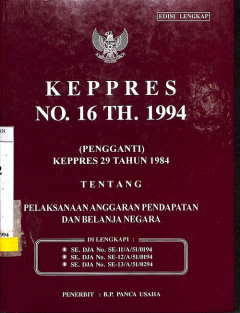 EDISI LENGKAP
KEPPRES
NO. 16 TH. 1994
(PENGGANTI)
KEPPRES 29 TAHUN 1984
TENTANG
PELAKSANAAN ANGGARAN PENDAPATAN
DAN BELANJA NEGARA
DI LENGKAPI :
SE. DJA No. SE-11/A/51/0194
SE. DJA No. SE-12/A/51/0194
SE. DJA No. SE-13/A/51/0294
PENERBIT : B.P. PANCA USAHA